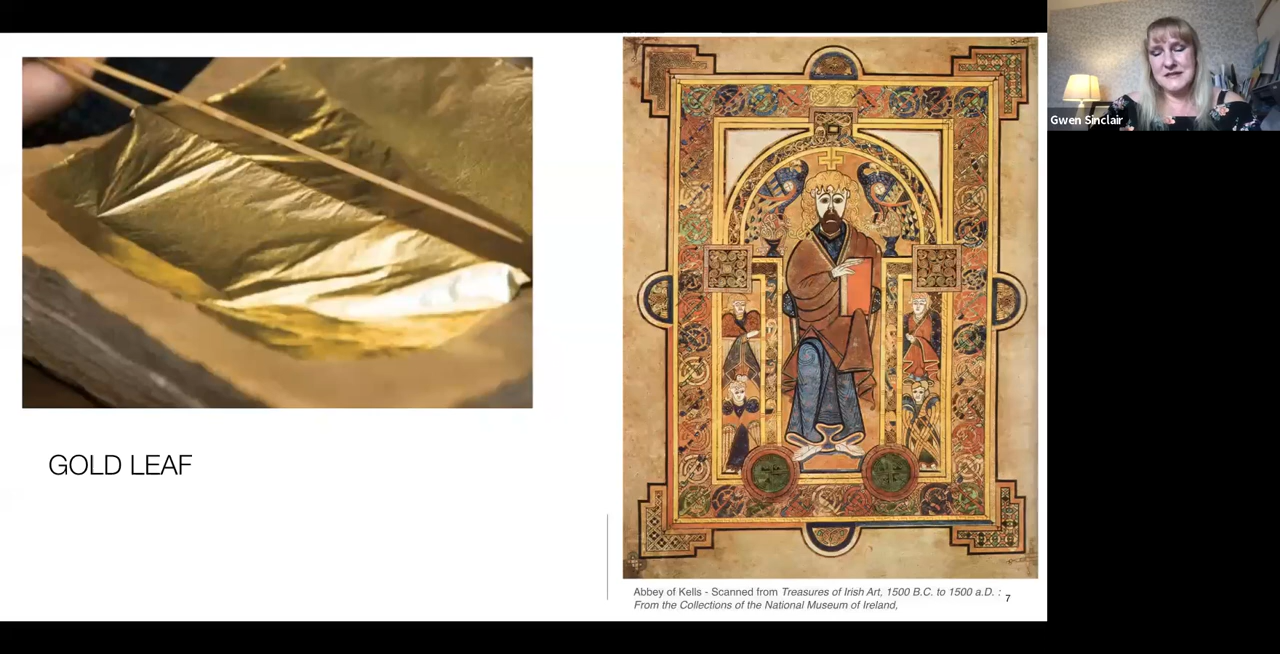 Gwen Sinclair
GOLD LEAF
Abbey of Kells - Scanned from Treasures of Irish Art, 1500 B.C. to 1500 a.D. :
From the Collections of the National Museum of Ireland,
7